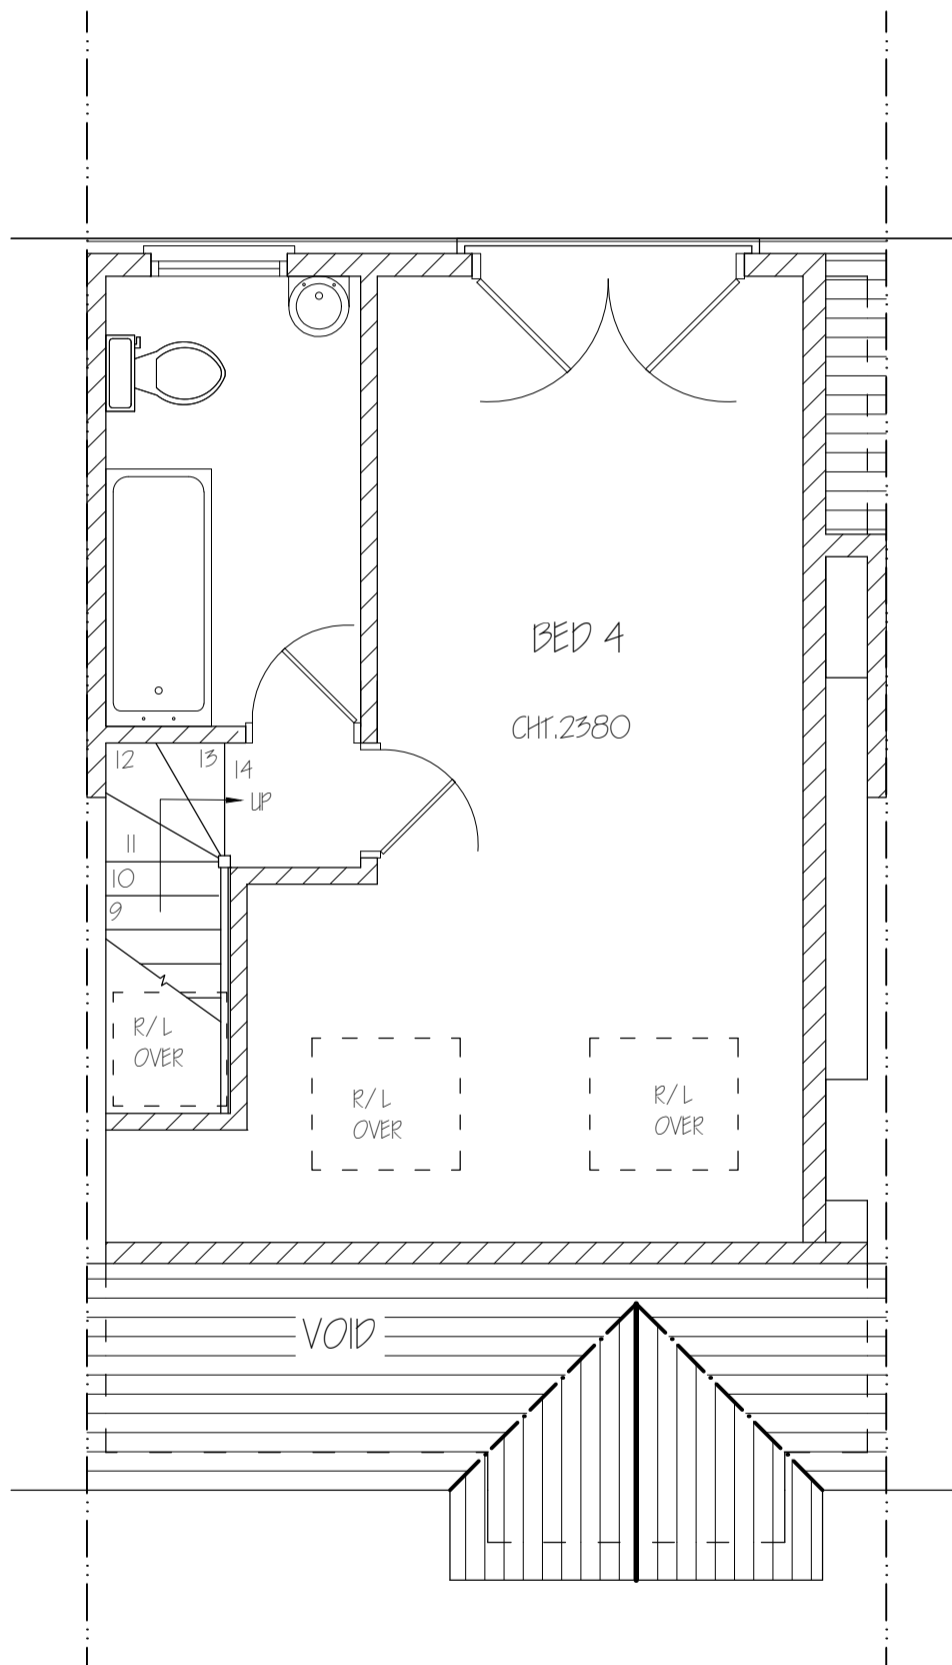 BED 4
CHT.2380
12
13
14
UP
11
10
9
R/L
OVER
R/L
OVER
R/L
OVER
VOID